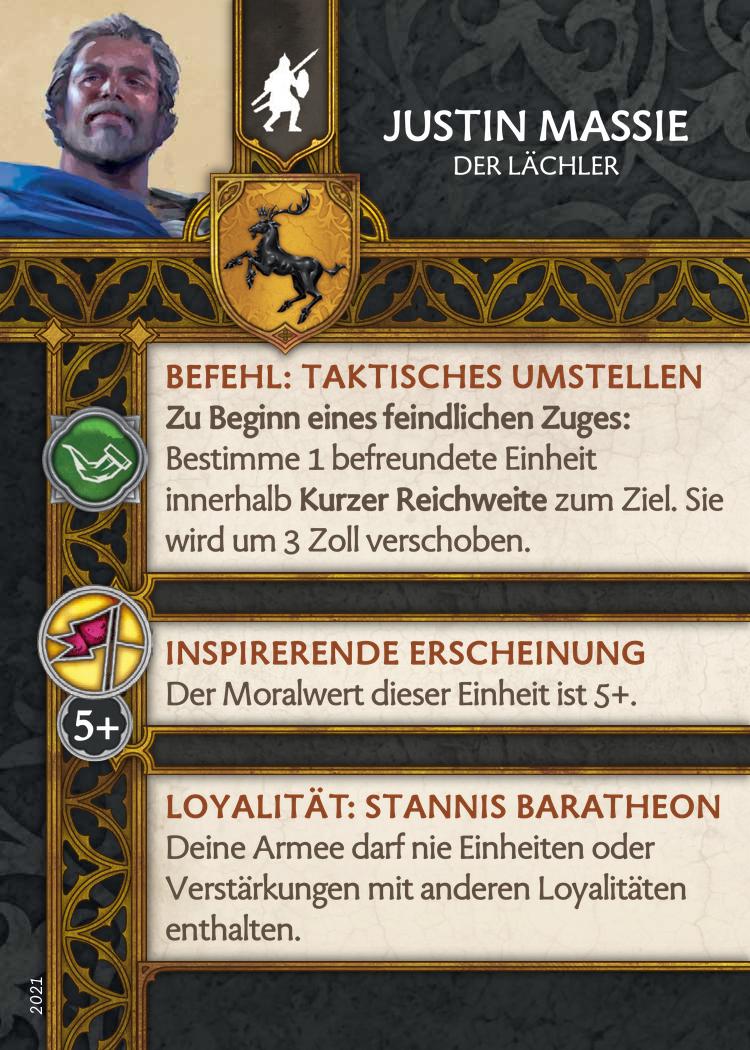 JUSTIN MASSIE
DER LÄCHLER
BEFEHL: TAKTISCHES UMSTELLEN
Zu Beginn eines feindlichen Zuges:
Bestimme 1 befreundete Einheit
innerhalb Kurzer Reichweite zum Ziel. Sie
wird um 3 Zoll verschoben.
INSPIRERENDE ERSCHEINUNG
Der Moralwert dieser Einheit ist 5+.
5+
LOYALITÄT: STANNIS BARATHEON
Deine Armee darf nie Einheiten oder
Verstärkungen mit anderen Loyalitäten
enthalten.
2021